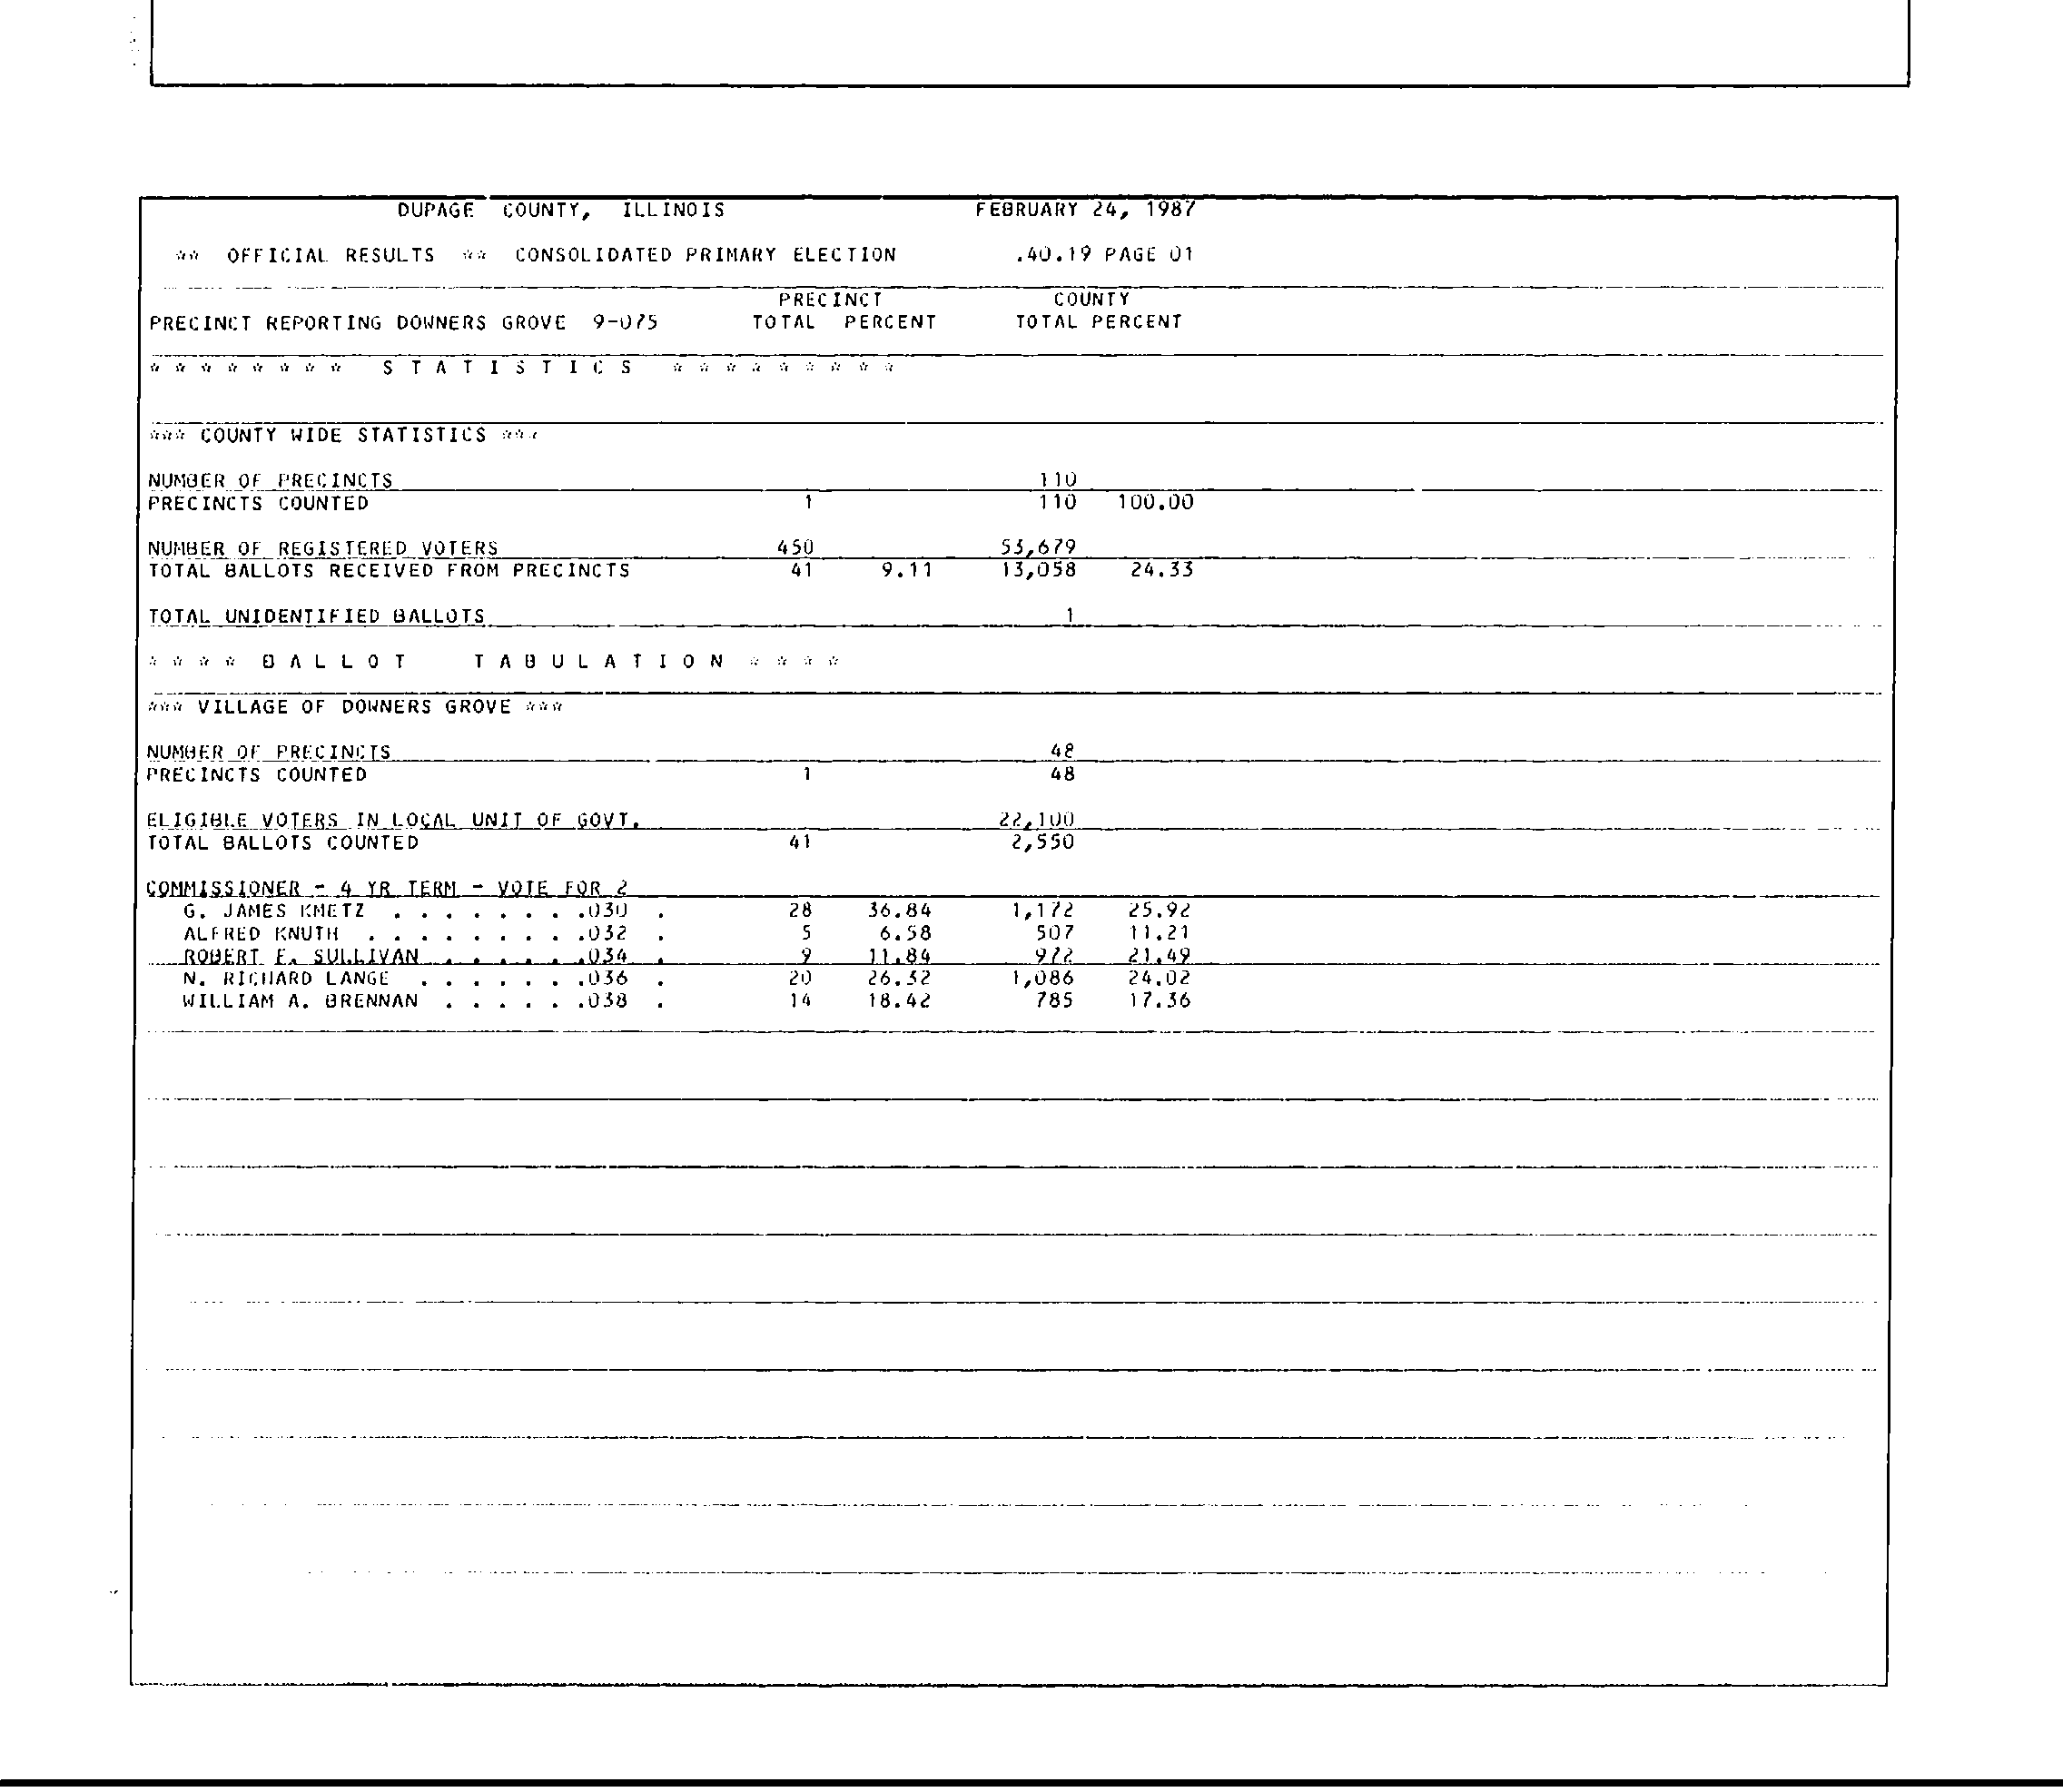 DUPAGE COUNTY, ILLINOIS FEBRUARY 24, 1987
** OFFICIAL RESULTS ** CONSOLIDATED PRIMARY ELECTION .40.19 PAGE 01
PRECINCT COUNTY
PRECINCT REPORTING DOWNERS GROVE 9-075 TOTAL PERCENT TOTAL PERCENT
* * * * * * * * S T A T I S T I C S * * * * * * * * *
*** COUNTY WIDE STATISTICS ***
NUMBER OF PRECINCTS 110
PRECINCTS COUNTED 1 110 100.00
NUMBER OF REGISTERED VOTERS 450 53,679
TOTAL BALLOTS RECEIVED FROM PRECINCTS 41 9.11 13,058 24.33
TOTAL UNIDENTIFIED BALLOTS 1
* * * * B A L L O T T A B U L A T I O N * * * *
*** VILLAGE OF DOWNERS GROVE ***
NUMBER OF PRECINCTS 48
PRECINCTS COUNTED 1 48
ELIGIBLE VOTERS IN LOCAL UNIT OF GOVT. 22,100
TOTAL BALLOTS COUNTED 41 2,550
COMMISSIONER - 4 YR TERM - VOTE FOR 2
G. JAMES KMETZ . . . . . . . .030 . 28 36.84 1,172 25.92
ALFRED KNUTH . . . . . . . . .032 . 5 6.58 507 11.21
ROBERT E. SULLIVAN . . . . . .034 . 9 11.84 972 21.49
N. RICHARD LANGE . . . . . . .036 . 20 26.32 1,086 24.02
WILLIAM A. BRENNAN . . . . . .038 . 14 18.42 785 17.36